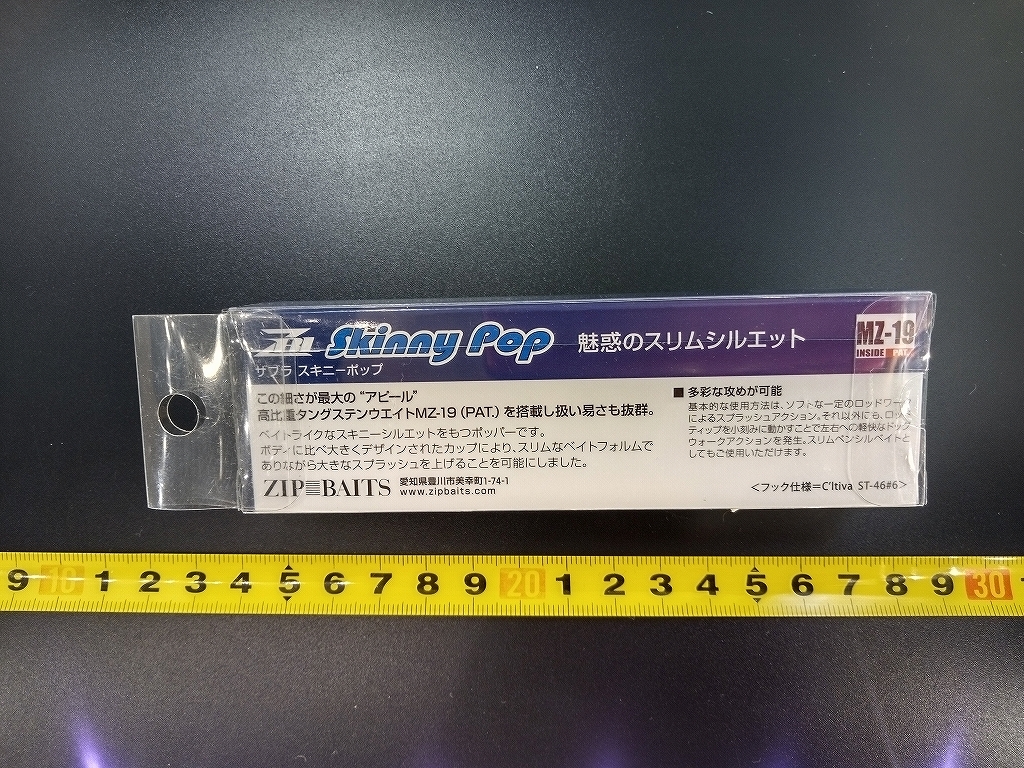 ZBL Skinny Pop 魅惑のスリムシルエット
MZ-19
INSIDE PAT.
ザブラ スキニーポップ
この細さが最大の“アピール”
高比重タングステンウエイトMZ-19 (PAT.) を搭載し扱い易さも抜群。
ベイトライクなスキニーシルエットをもつポッパーです。
ボディに比べ大きくデザインされたカップにより、スリムなベイトフォルムで
ありながら大きなスプラッシュを上げることを可能にしました。
ZIP BAITS
愛知県豊川市美幸町1-74-1
www.zipbaits.com
■ 多彩な攻めが可能
基本的な使用方法は、ソフトな一定のロッドワーク
によるスプラッシュアクション。それ以外にも、ロッド
ティップを小刻みに動かすことで左右への軽快なドッグ
ウォークアクションを発生。スリムペンシルベイトと
してもご使用いただけます。
＜フック仕様＝C'ltiva ST-46#6＞
9 10 1 2 3 4 5 6 7 8 9 20 1 2 3 4 5 6 7 8 9 30